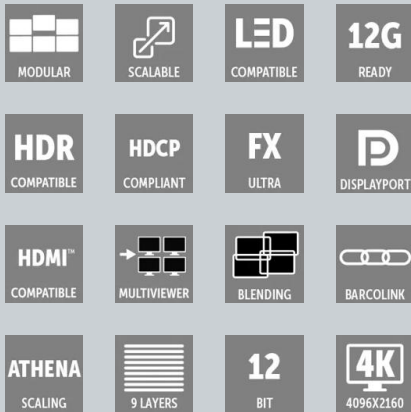 MODULAR
SCALABLE
LED
COMPATIBLE
12G
READY
HDR
COMPATIBLE
HDCP
COMPLIANT
FX
ULTRA
DISPLAYPORT
HDMI™
COMPATIBLE
MULTIVIEWER
BLENDING
BARCOLINK
ATHENA
SCALING
9 LAYERS
12
BIT
4K
4096X2160